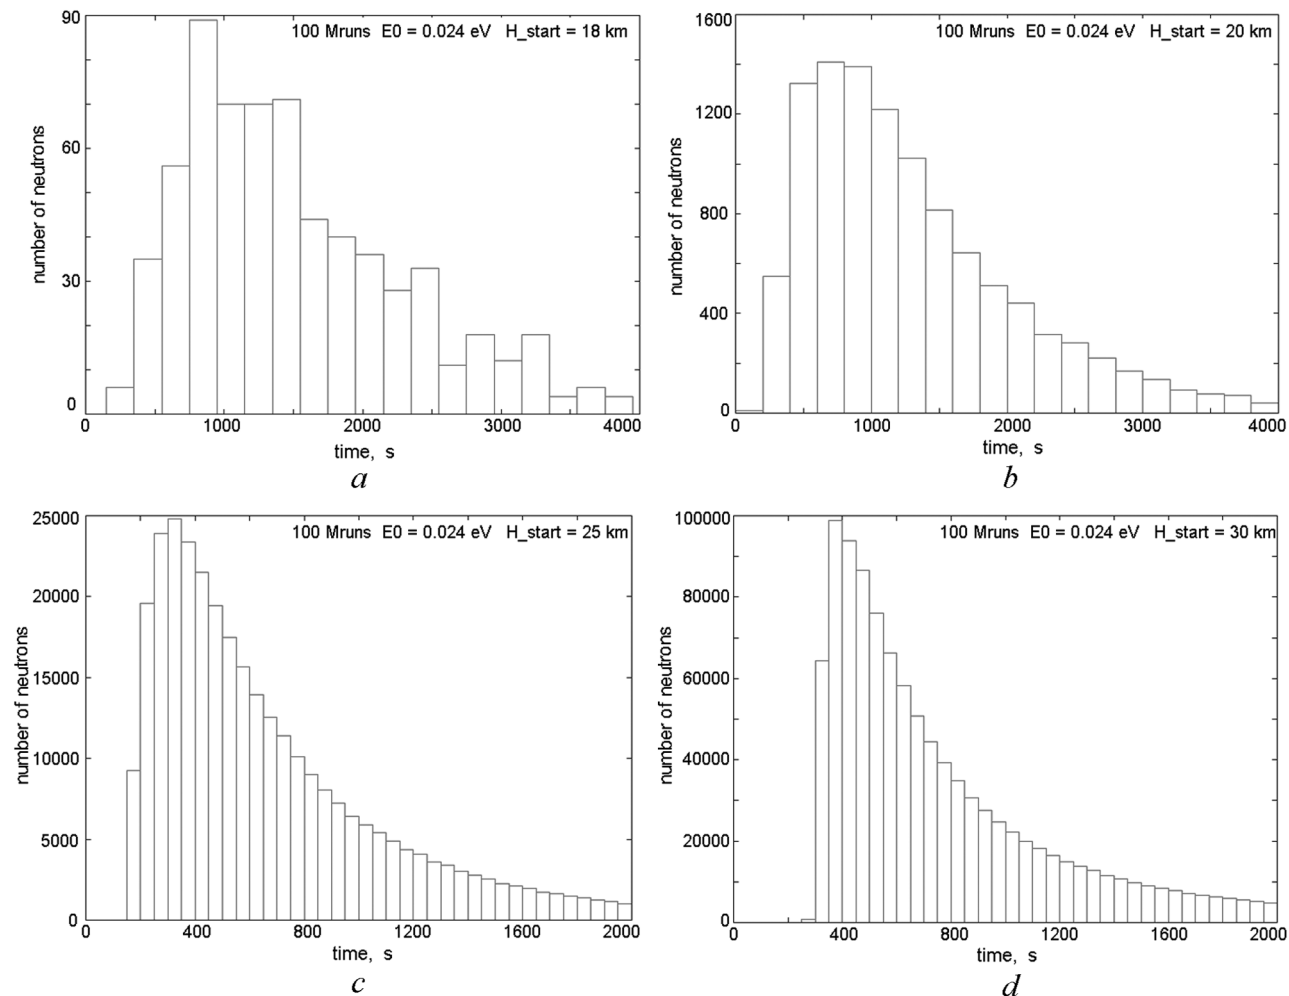 100 Mruns E0 = 0.024 eV H_start = 18 km
90
60
30
0
number of neutrons
0 1000 2000 3000 4000
time, s
a
100 Mruns E0 = 0.024 eV H_start = 20 km
1600
1200
800
400
0
number of neutrons
0 1000 2000 3000 4000
time, s
b
100 Mruns E0 = 0.024 eV H_start = 25 km
25000
20000
15000
10000
5000
0
number of neutrons
0 400 800 1200 1600 2000
time, s
c
100 Mruns E0 = 0.024 eV H_start = 30 km
100000
80000
60000
40000
20000
0
number of neutrons
0 400 800 1200 1600 2000
time, s
d